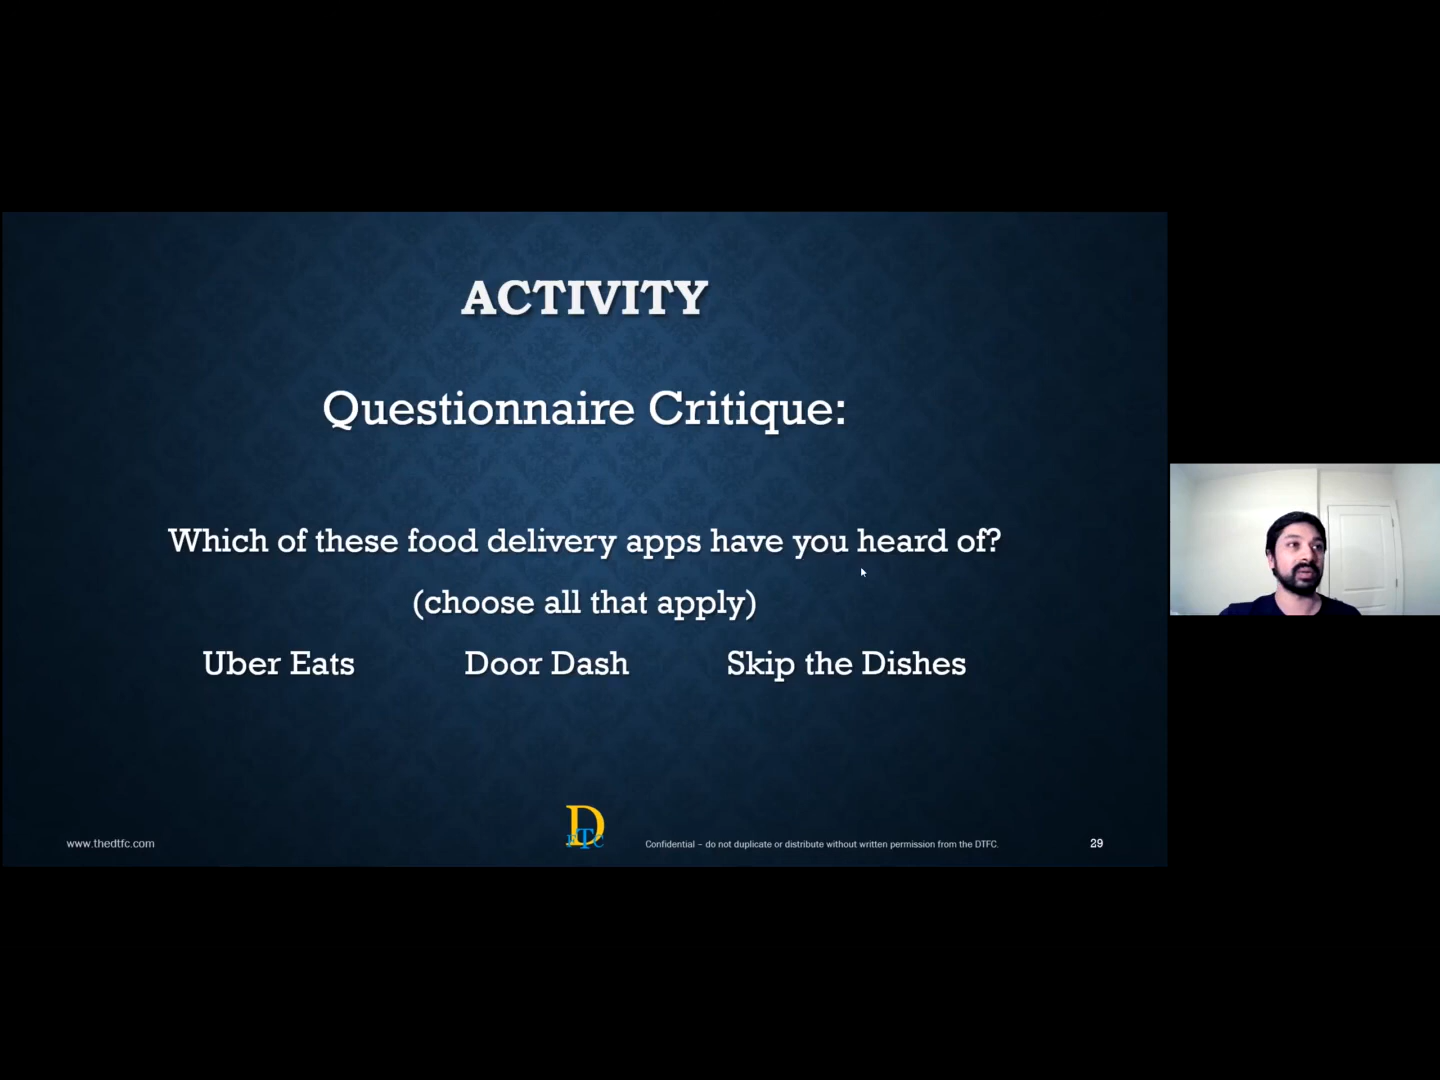 ACTIVITY
Questionnaire Critique:
Which of these food delivery apps have you heard of?
(choose all that apply)
Uber Eats Door Dash Skip the Dishes
www.thedtfc.com
DTFC
Confidential – do not duplicate or distribute without written permission from the DTFC.
29